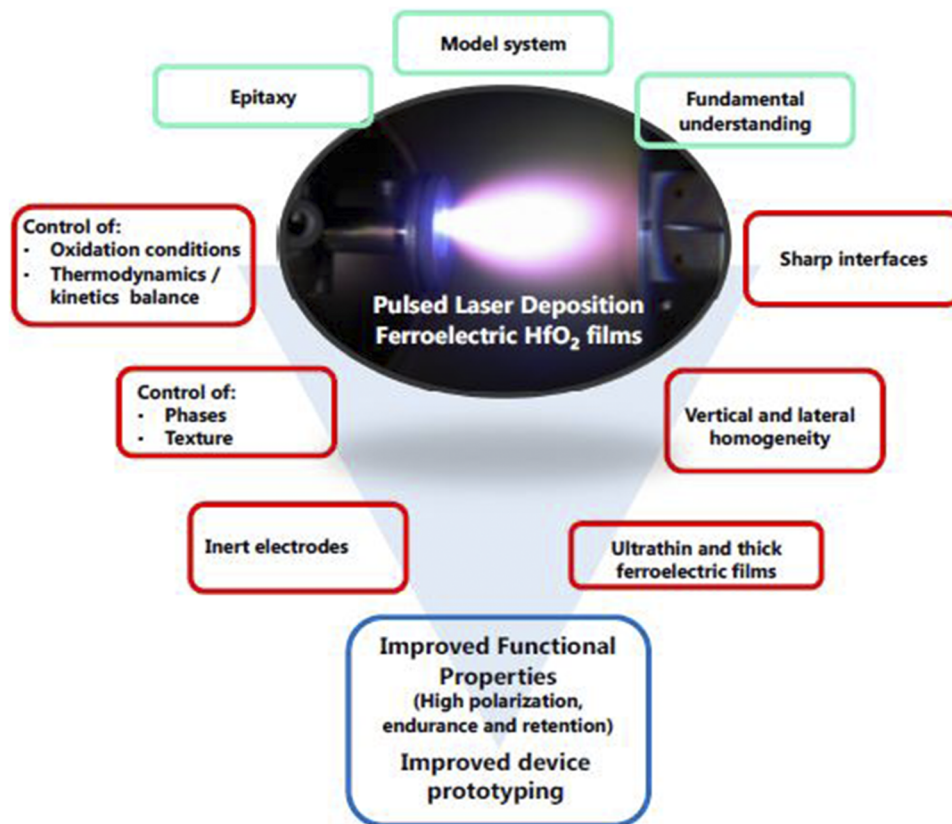 Model system
Epitaxy
Fundamental
understanding
Control of:
• Oxidation conditions
• Thermodynamics /
kinetics balance
Sharp interfaces
Pulsed Laser Deposition
Ferroelectric HfO₂ films
Control of:
• Phases
• Texture
Vertical and lateral
homogeneity
Inert electrodes
Ultrathin and thick
ferroelectric films
Improved Functional
Properties
(High polarization,
endurance and retention)
Improved device
prototyping